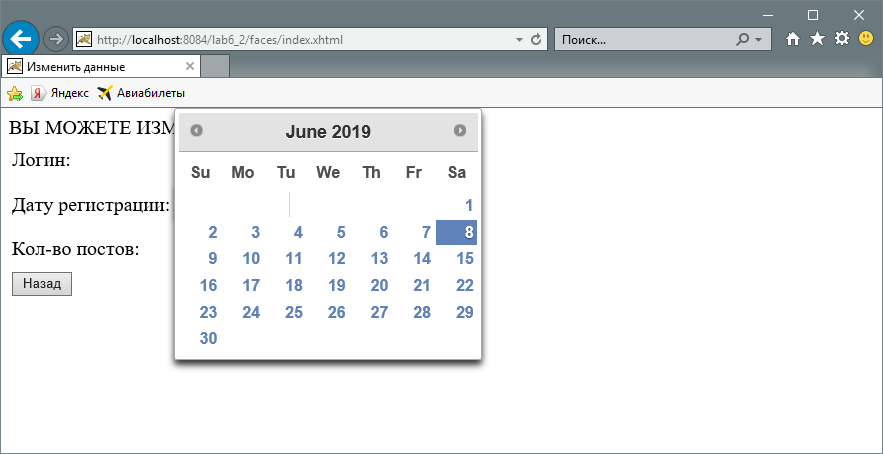 http://localhost:8084/lab6_2/faces/index.xhtml
Поиск...
Изменить данные
Яндекс Авиабилеты
ВЫ МОЖЕТЕ ИЗМ
Логин:
Дату регистрации:
Кол-во постов:
Назад
June 2019
Su Mo Tu We Th Fr Sa
1
2 3 4 5 6 7 8
9 10 11 12 13 14 15
16 17 18 19 20 21 22
23 24 25 26 27 28 29
30